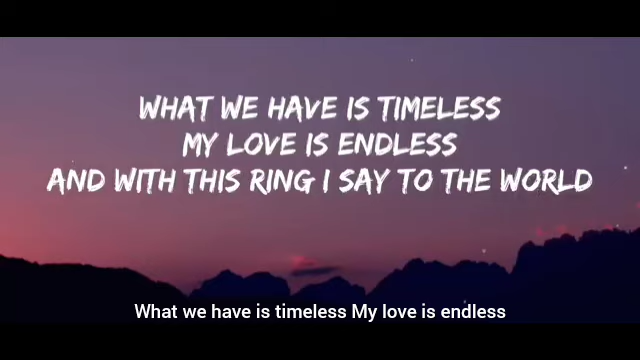 WHAT WE HAVE IS TIMELESS
MY LOVE IS ENDLESS
AND WITH THIS RING I SAY TO THE WORLD
What we have is timeless My love is endless